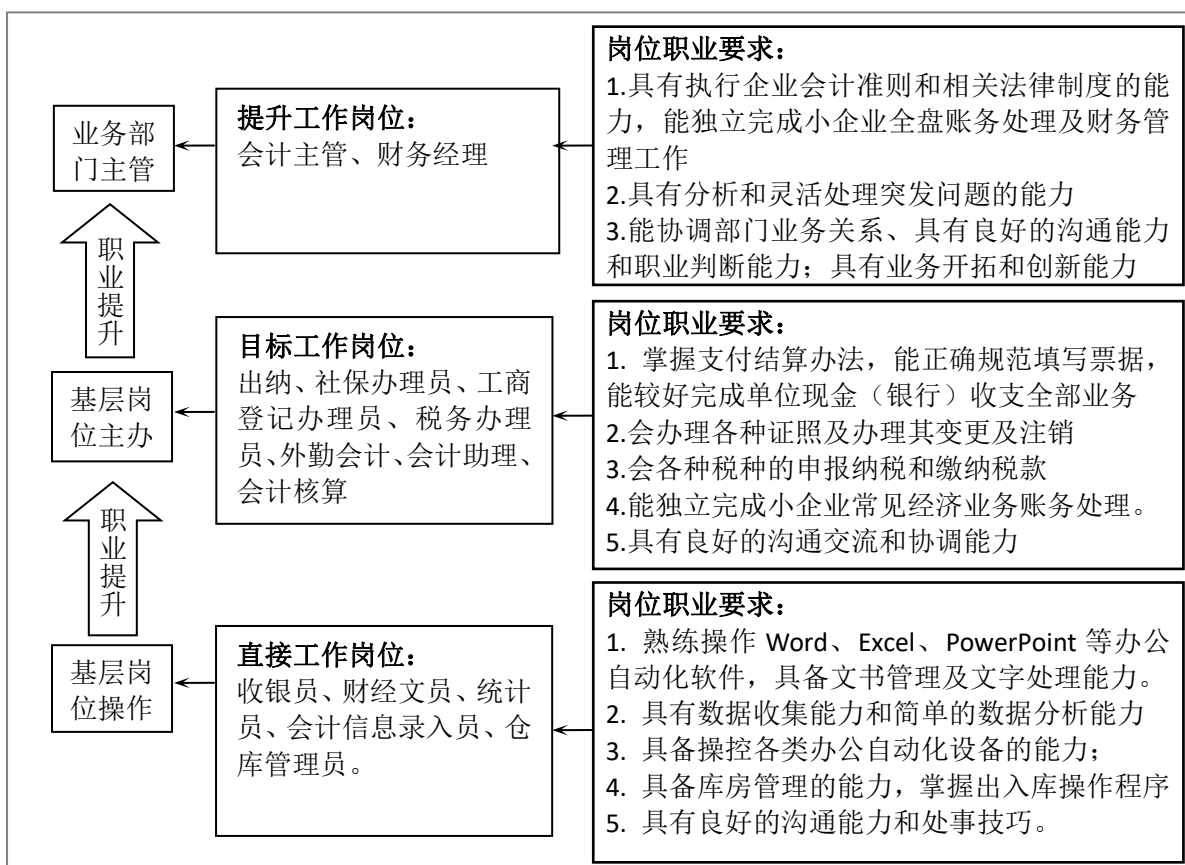 业务部
门主管
提升工作岗位：
会计主管、财务经理
岗位职业要求：
1.具有执行企业会计准则和相关法律制度的能
力，能独立完成小企业全盘账务处理及财务管
理工作
2.具有分析和灵活处理突发问题的能力
3.能协调部门业务关系、具有良好的沟通能力
和职业判断能力；具有业务开拓和创新能力
职
业
提
升
基层岗
位主办
目标工作岗位：
出纳、社保办理员、工商
登记办理员、税务办理
员、外勤会计、会计助理、
会计核算
岗位职业要求：
1. 掌握支付结算办法，能正确规范填写票据，
能较好完成单位现金（银行）收支全部业务
2.会办理各种证照及办理其变更及注销
3.会各种税种的申报纳税和缴纳税款
4.能独立完成小企业常见经济业务账务处理。
5.具有良好的沟通交流和协调能力
职
业
提
升
基层岗
位操作
直接工作岗位：
收银员、财经文员、统计
员、会计信息录入员、仓
库管理员。
岗位职业要求：
1. 熟练操作 Word、Excel、PowerPoint 等办公
自动化软件，具备文书管理及文字处理能力。
2. 具有数据收集能力和简单的数据分析能力
3. 具备操控各类办公自动化设备的能力；
4. 具备库房管理的能力，掌握出入库操作程序
5. 具有良好的沟通能力和处事技巧。